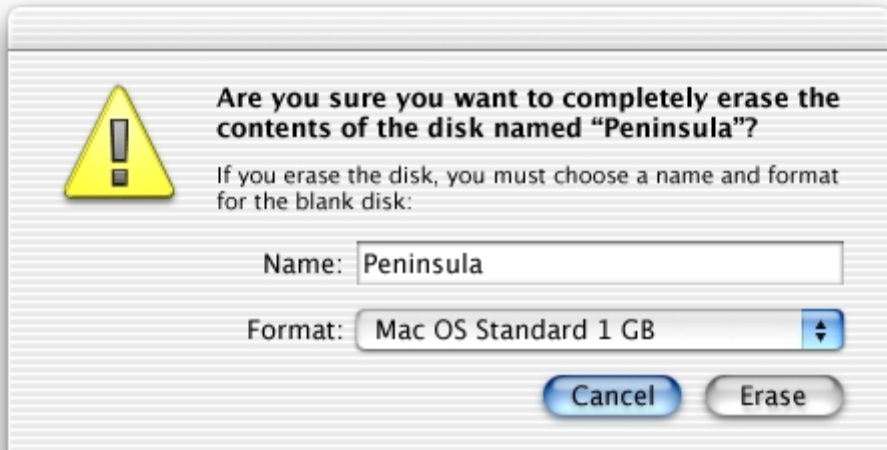 Are you sure you want to completely erase the
contents of the disk named “Peninsula”?
If you erase the disk, you must choose a name and format
for the blank disk:
Name: Peninsula
Format: Mac OS Standard 1 GB
Cancel Erase